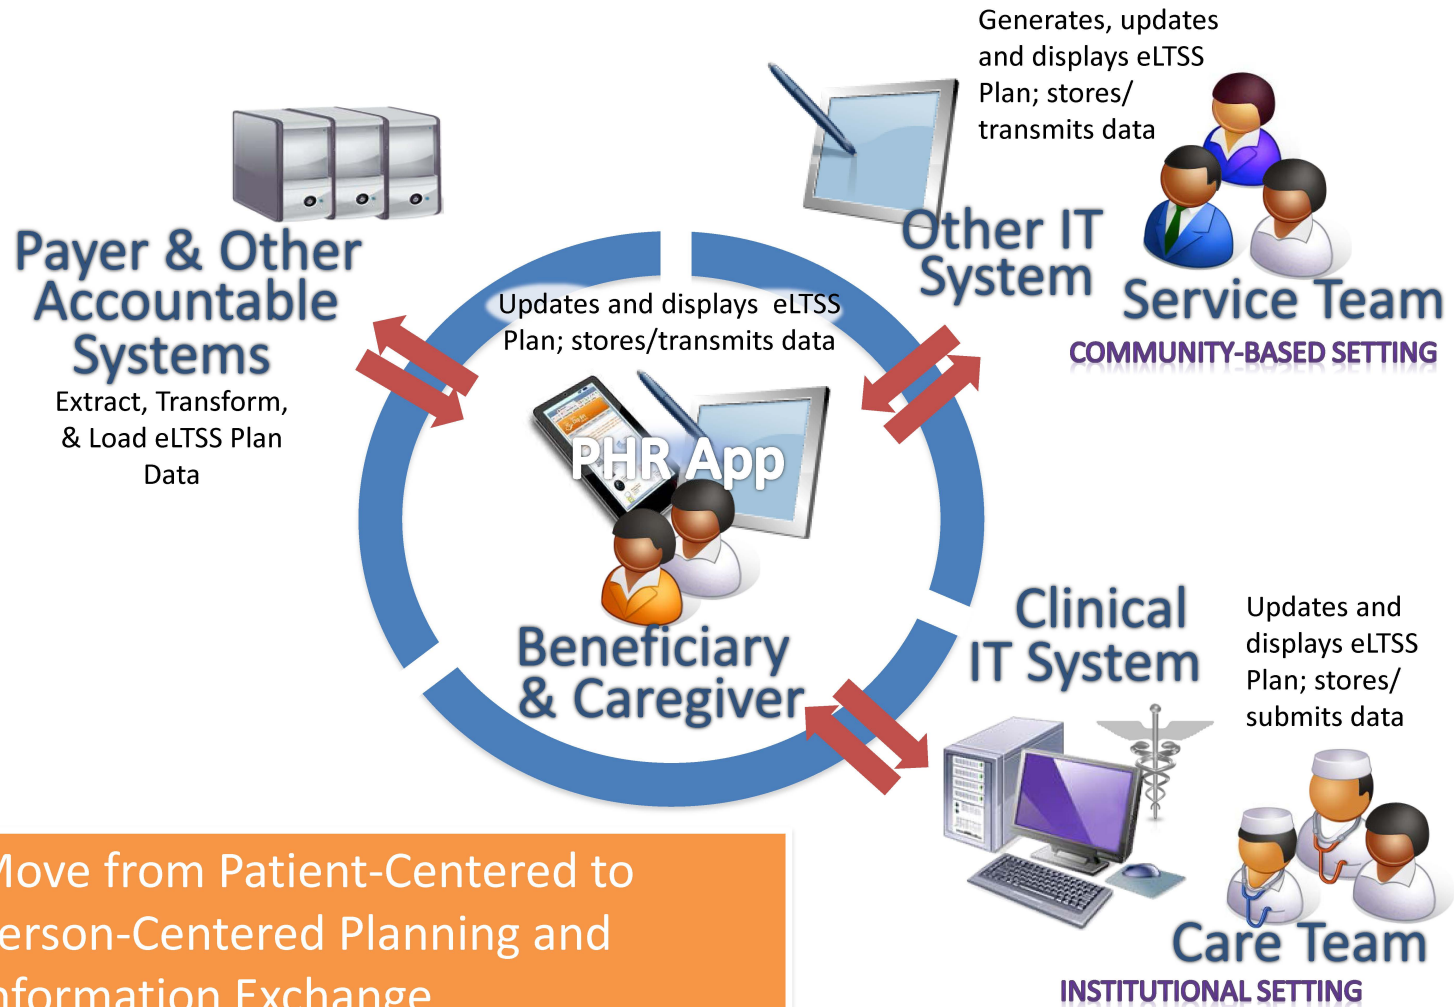 Generates, updates
and displays eLTSS
Plan; stores/
transmits data
Other IT
System
Service Team
COMMUNITY-BASED SETTING
Payer & Other
Accountable
Systems
Extract, Transform,
& Load eLTSS Plan
Data
Updates and displays eLTSS
Plan; stores/transmits data
PHR App
Beneficiary
& Caregiver
Clinical
IT System
Updates and
displays eLTSS
Plan; stores/
submits data
Care Team
INSTITUTIONAL SETTING
Move from Patient-Centered to
erson-Centered Planning and
nformation Exchange